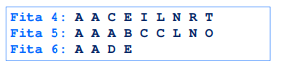 Fita 4: A A C E I L N R T
Fita 5: A A A B C C L N O
Fita 6: A A D E